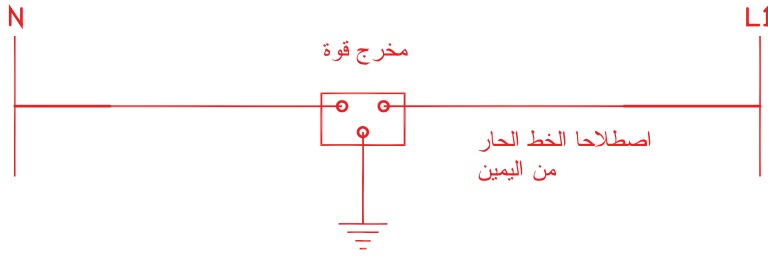 N
L1
مخرج قوة
اصطلاحا الخط الحار
من اليمين